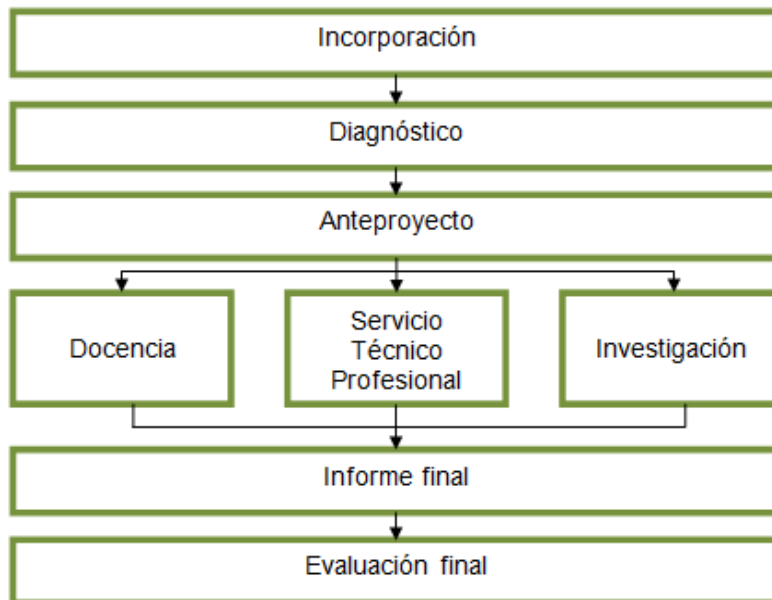 Incorporación
Diagnóstico
Anteproyecto
Docencia
Servicio
Técnico
Profesional
Investigación
Informe final
Evaluación final